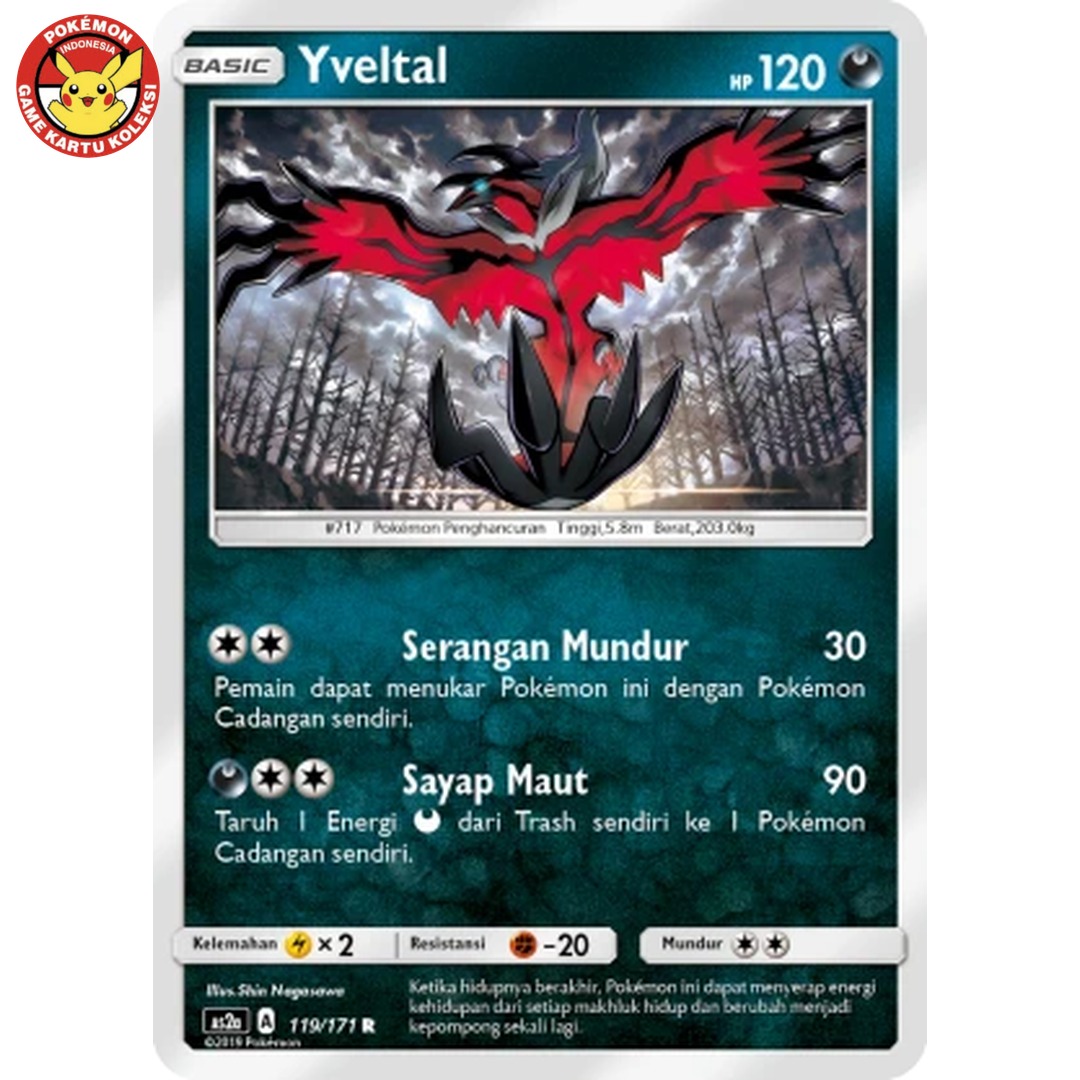 POKÉMON
INDONESIA
GAME KARTU KOLEKSI
BASIC Yveltal HP 120
#717 Pokémon Penghancuran Tinggi,5.8m Berat,203.0kg
Serangan Mundur 30
Pemain dapat menukar Pokémon ini dengan Pokémon
Cadangan sendiri.
Sayap Maut 90
Taruh 1 Energi dari Trash sendiri ke 1 Pokémon
Cadangan sendiri.
Kelemahan ×2 Resistansi -20 Mundur
Illus.Shin Nagasawa
Ketika hidupnya berakhir, Pokémon ini dapat menyerap energi
kehidupan dari setiap makhluk hidup dan berubah menjadi
kepompong sekali lagi.
A 119/171 R
©2019 Pokémon